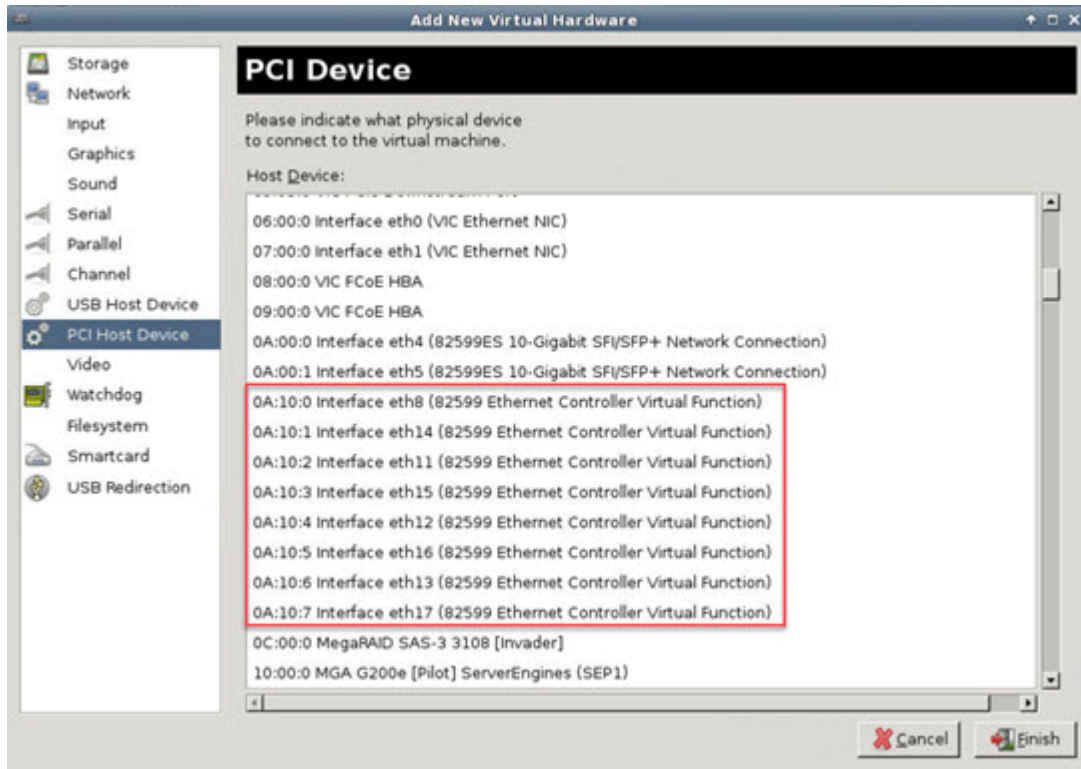 Add New Virtual Hardware
Storage
Network
Input
Graphics
Sound
Serial
Parallel
Channel
USB Host Device
PCI Host Device
Video
Watchdog
Filesystem
Smartcard
USB Redirection
PCI Device
Please indicate what physical device
to connect to the virtual machine.
Host Device:
06:00:0 Interface eth0 (VIC Ethernet NIC)
07:00:0 Interface eth1 (VIC Ethernet NIC)
08:00:0 VIC FCoE HBA
09:00:0 VIC FCoE HBA
0A:00:0 Interface eth4 (82599ES 10-Gigabit SFI/SFP+ Network Connection)
0A:00:1 Interface eth5 (82599ES 10-Gigabit SFI/SFP+ Network Connection)
0A:10:0 Interface eth8 (82599 Ethernet Controller Virtual Function)
0A:10:1 Interface eth14 (82599 Ethernet Controller Virtual Function)
0A:10:2 Interface eth11 (82599 Ethernet Controller Virtual Function)
0A:10:3 Interface eth15 (82599 Ethernet Controller Virtual Function)
0A:10:4 Interface eth12 (82599 Ethernet Controller Virtual Function)
0A:10:5 Interface eth16 (82599 Ethernet Controller Virtual Function)
0A:10:6 Interface eth13 (82599 Ethernet Controller Virtual Function)
0A:10:7 Interface eth17 (82599 Ethernet Controller Virtual Function)
0C:00:0 MegaRAID SAS-3 3108 [Invader]
10:00:0 MGA G200e [Pilot] ServerEngines (SEP1)
Cancel
Finish